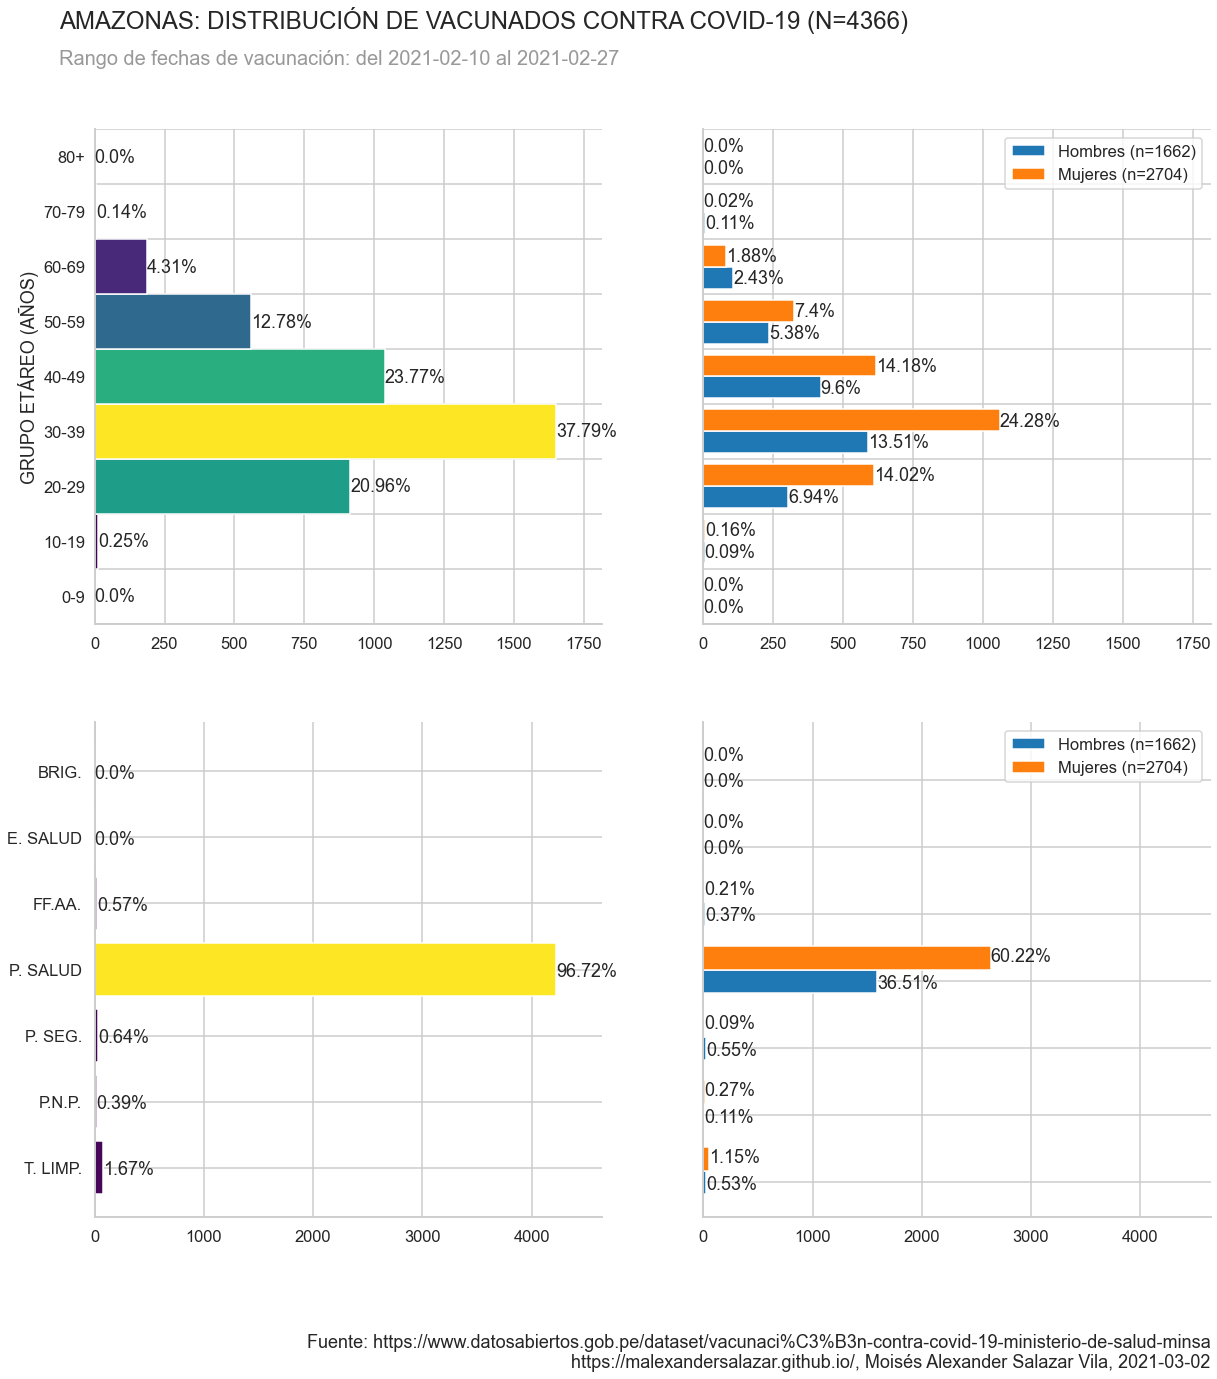 AMAZONAS: DISTRIBUCIÓN DE VACUNADOS CONTRA COVID-19 (N=4366)
Rango de fechas de vacunación: del 2021-02-10 al 2021-02-27
GRUPO ETÁREO (AÑOS)
80+ 0.0%
70-79 0.14%
60-69 4.31%
50-59 12.78%
40-49 23.77%
30-39 37.79%
20-29 20.96%
10-19 0.25%
0-9 0.0%
0 250 500 750 1000 1250 1500 1750
Hombres (n=1662)
Mujeres (n=2704)
0.0%
0.0%
0.02%
0.11%
1.88%
2.43%
7.4%
5.38%
14.18%
9.6%
24.28%
13.51%
14.02%
6.94%
0.16%
0.09%
0.0%
0.0%
0 250 500 750 1000 1250 1500 1750
BRIG. 0.0%
E. SALUD 0.0%
FF.AA. 0.57%
P. SALUD 96.72%
P. SEG. 0.64%
P.N.P. 0.39%
T. LIMP. 1.67%
0 1000 2000 3000 4000
Hombres (n=1662)
Mujeres (n=2704)
0.0%
0.0%
0.0%
0.0%
0.21%
0.37%
60.22%
36.51%
0.09%
0.55%
0.27%
0.11%
1.15%
0.53%
0 1000 2000 3000 4000
Fuente: https://www.datosabiertos.gob.pe/dataset/vacunaci%C3%B3n-contra-covid-19-ministerio-de-salud-minsa
https://malexandersalazar.github.io/, Moisés Alexander Salazar Vila, 2021-03-02